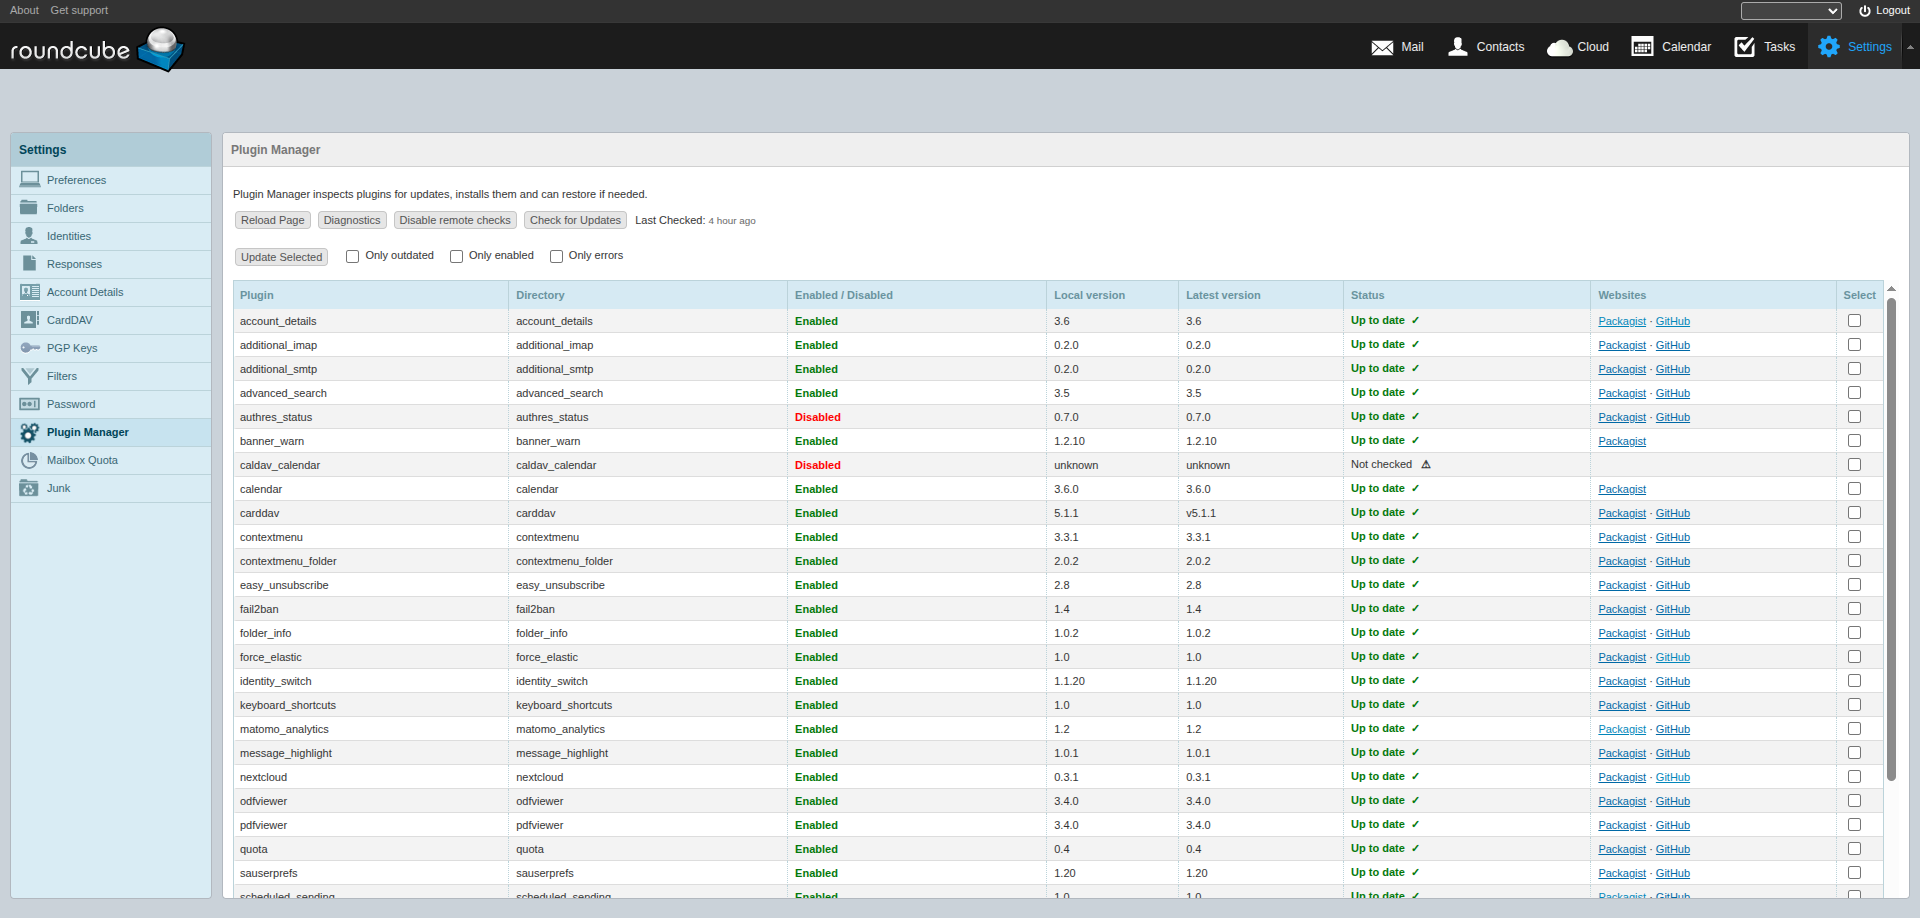 About Get support
Logout
roundcube
Mail Contacts Cloud Calendar Tasks Settings
Settings
Preferences
Folders
Identities
Responses
Account Details
CardDAV
PGP Keys
Filters
Password
Plugin Manager
Mailbox Quota
Junk
Plugin Manager
Plugin Manager inspects plugins for updates, installs them and can restore if needed.
Reload Page Diagnostics Disable remote checks Check for Updates Last Checked: 4 hour ago
Update Selected Only outdated Only enabled Only errors
Plugin Directory Enabled / Disabled Local version Latest version Status Websites Select
account_details account_details Enabled 3.6 3.6 Up to date ✓ Packagist · GitHub
additional_imap additional_imap Enabled 0.2.0 0.2.0 Up to date ✓ Packagist · GitHub
additional_smtp additional_smtp Enabled 0.2.0 0.2.0 Up to date ✓ Packagist · GitHub
advanced_search advanced_search Enabled 3.5 3.5 Up to date ✓ Packagist · GitHub
authres_status authres_status Disabled 0.7.0 0.7.0 Up to date ✓ Packagist · GitHub
banner_warn banner_warn Enabled 1.2.10 1.2.10 Up to date ✓ Packagist
caldav_calendar caldav_calendar Disabled unknown unknown Not checked ⚠
calendar calendar Enabled 3.6.0 3.6.0 Up to date ✓ Packagist
carddav carddav Enabled 5.1.1 v5.1.1 Up to date ✓ Packagist · GitHub
contextmenu contextmenu Enabled 3.3.1 3.3.1 Up to date ✓ Packagist · GitHub
contextmenu_folder contextmenu_folder Enabled 2.0.2 2.0.2 Up to date ✓ Packagist · GitHub
easy_unsubscribe easy_unsubscribe Enabled 2.8 2.8 Up to date ✓ Packagist · GitHub
fail2ban fail2ban Enabled 1.4 1.4 Up to date ✓ Packagist · GitHub
folder_info folder_info Enabled 1.0.2 1.0.2 Up to date ✓ Packagist · GitHub
force_elastic force_elastic Enabled 1.0 1.0 Up to date ✓ Packagist · GitHub
identity_switch identity_switch Enabled 1.1.20 1.1.20 Up to date ✓ Packagist · GitHub
keyboard_shortcuts keyboard_shortcuts Enabled 1.0 1.0 Up to date ✓ Packagist · GitHub
matomo_analytics matomo_analytics Enabled 1.2 1.2 Up to date ✓ Packagist · GitHub
message_highlight message_highlight Enabled 1.0.1 1.0.1 Up to date ✓ Packagist · GitHub
nextcloud nextcloud Enabled 0.3.1 0.3.1 Up to date ✓ Packagist · GitHub
odfviewer odfviewer Enabled 3.4.0 3.4.0 Up to date ✓ Packagist · GitHub
pdfviewer pdfviewer Enabled 3.4.0 3.4.0 Up to date ✓ Packagist · GitHub
quota quota Enabled 0.4 0.4 Up to date ✓ Packagist · GitHub
sauserprefs sauserprefs Enabled 1.20 1.20 Up to date ✓ Packagist · GitHub
scheduled_sending scheduled_sending Enabled 1.0 1.0 Up to date ✓ Packagist · GitHub